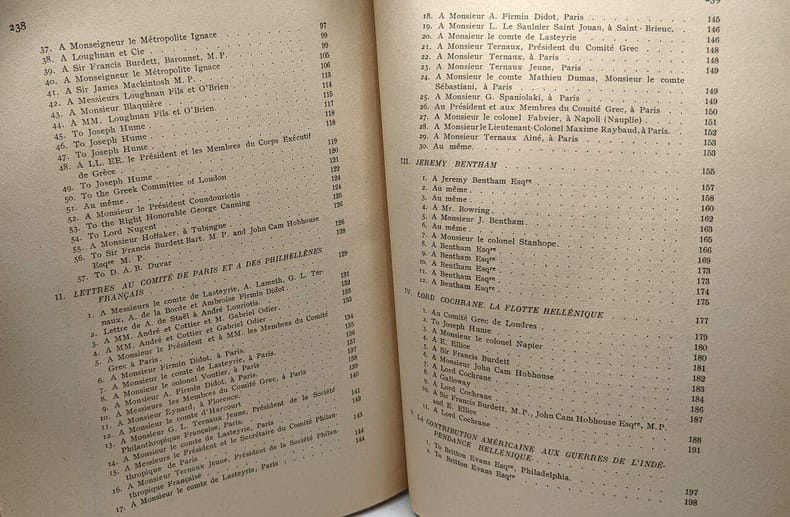 238
37. A Monseigneur le Métropolite Ignace 97
38. A Loughnan et Cie 99
39. A Sir Francis Burdett, Baronnet, M. P. 99
40. A Monseigneur le Métropolite Ignace 105
41. A Sir James Mackintosh M. P. 106
42. A Messieurs Loughnan Fils et O'Brien 113
43. A Monsieur Blaquière 114
44. A MM. Loughnan Fils et O'Brien. 115
45. To Joseph Hume 117
46. To Joseph Hume 118
47. To Joseph Hume 118
48. A LL. EE. le Président et les Membres du Corps Exécutif
de Grèce 119
49. To Joseph Hume 120
50. To the Greek Committee of London 121
51. Au même 122
52. A Monsieur le Président Coundouriotis 124
53. To the Right Honorable George Canning 124
54. To Lord Nugent 125
55. A Monsieur Hoffaker, à Tubingue 126
56. To Sir Francis Burdett Bart. M. P. and John Cam Hobhouse
Esqre M. P. 126
57. To D. A. B. Duvar 128
II. LETTRES AU COMITÉ DE PARIS ET A DES PHILHELLÈNES
FRANÇAIS 129
1. A Messieurs le comte de Lasteyrie, A. Lameth, G. L. Ter-
naux, A. de la Borde et Ambroise Firmin Didot. 131
2. Lettre de A. de Staël à André Louriotis 132
3. A MM. André et Cottier et M. Gabriel Odier. 133
4. A MM. André et Cottier et Gabriel Odier
5. A Monsieur le Président et à MM. les Membres du Comité
Grec à Paris 134
6. A Monsieur Firmin Didot, à Paris. 135
7. A Monsieur le comte de Lasteyrie, à Paris 136
8. A Monsieur le colonel Voutier, à Paris 137
9. A Monsieur A. Firmin Didot, à Paris. 138
10. A Messieurs les Membres du Comité Grec, à Paris 139
11. A Monsieur Eynard, à Florence 140
12. A Monsieur le comte d'Harcourt 141
13. A Monsieur G. L. Ternaux Jeune, Président de la Société
Philanthropique Française, Paris. 142
14. A Monsieur le comte de Lasteyrie, Paris 143
15. A Messieurs le Président et le Secrétaire du Comité Philan-
thropique de Paris
16. A Monsieur Ternaux Jeune, Président de la Société Philan-
thropique Française 144
17. A Monsieur le comte de Lasteyrie, Paris 144
18. A Monsieur A. Firmin Didot, Paris 145
19. A Monsieur L. Le Saulnier Saint Jouan, à Saint-Brieuc. 146
20. A Monsieur le comte de Lasteyrie 146
21. A Monsieur Ternaux, Président du Comité Grec 148
22. A Monsieur Ternaux, à Paris 148
23. A Monsieur Ternaux Jeune, Paris 149
24. A Monsieur le comte Mathieu Dumas, Monsieur le comte
Sébastiani, à Paris 149
25. A Monsieur G. Spaniolaki, à Paris 149
26. Au Président et aux Membres du Comité Grec, à Paris 150
27. A Monsieur le colonel Fabvier, à Napoli (Nauplie) 151
28. A Monsieur le Lieutenant-Colonel Maxime Raybaud, à Paris. 152
29. A Monsieur Ternaux Ainé, à Paris 153
30. Au même. 153
III. JEREMY BENTHAM 155
1. A Jeremy Bentham Esqre 157
2. Au même 158
3. Au même 160
4. A Mr. Bowring. 162
5. A Monsieur J. Bentham. 163
6. Au même 165
7. A Monsieur le colonel Stanhope. 166
8. A Bentham Esqre 169
9. A Bentham Esqre 173
10. A Bentham Esqre 173
11. A Bentham Esqre 174
12. A Bentham Esqre 175
IV. LORD COCHRANE. LA FLOTTE HELLÉNIQUE 177
1. Au Comité Grec de Londres 179
2. To Joseph Hume 180
3. A Monsieur le colonel Napier 180
4. A E. Ellice 181
5. A Sir Francis Burdett 182
6. A Monsieur John Cam Hobhouse 183
7. A Lord Cochrane 184
8. A Galloway 186
9. A Lord Cochrane 187
10. A Sir Francis Burdett, M. P., John Cam Hobhouse Esqre, M. P.
and E. Ellice 188
11. A Lord Cochrane 191
V. LA CONTRIBUTION AMÉRICAINE AUX GUERRES DE L'INDÉ-
PENDANCE HELLÉNIQUE
1. To Britton Evans Esqre, Philadelphia. 197
2. To Britton Evans Esqre 198